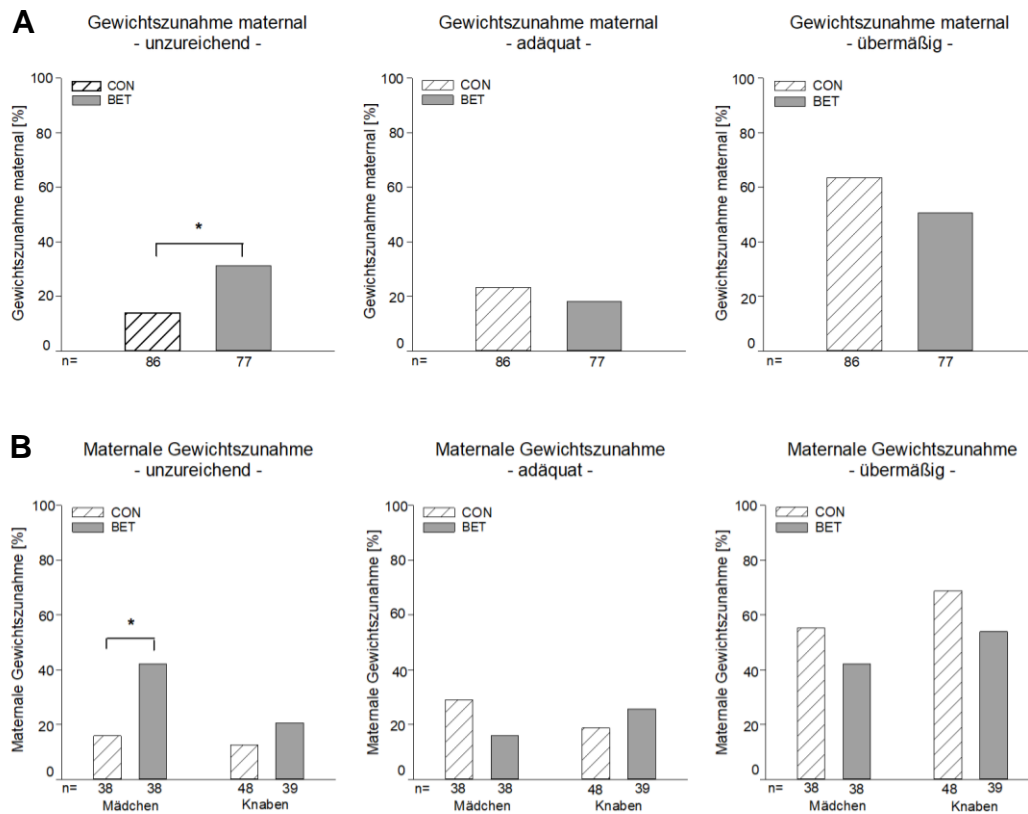 A
Gewichtszunahme maternal
- unzureichend -
Gewichtszunahme maternal [%]
100
80
60
40
20
0
CON
BET
*
n=
86
77
Gewichtszunahme maternal
- adäquat -
Gewichtszunahme maternal [%]
100
80
60
40
20
0
CON
BET
n=
86
77
Gewichtszunahme maternal
- übermäßig -
Gewichtszunahme maternal [%]
100
80
60
40
20
0
CON
BET
n=
86
77
B
Maternale Gewichtszunahme
- unzureichend -
Maternale Gewichtszunahme [%]
100
80
60
40
20
0
CON
BET
*
n=
38
38
48
39
Mädchen
Knaben
Maternale Gewichtszunahme
- adäquat -
Maternale Gewichtszunahme [%]
100
80
60
40
20
0
CON
BET
n=
38
38
48
39
Mädchen
Knaben
Maternale Gewichtszunahme
- übermäßig -
Maternale Gewichtszunahme [%]
100
80
60
40
20
0
CON
BET
n=
38
38
48
39
Mädchen
Knaben